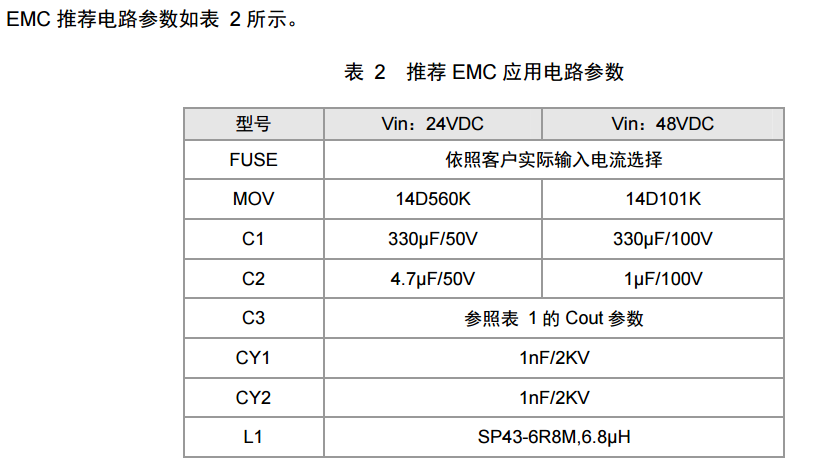 EMC 推荐电路参数如表 2 所示。
表 2 推荐 EMC 应用电路参数
型号 Vin：24VDC Vin：48VDC
FUSE 依照客户实际输入电流选择
MOV 14D560K 14D101K
C1 330μF/50V 330μF/100V
C2 4.7μF/50V 1μF/100V
C3 参照表 1 的 Cout 参数
CY1 1nF/2KV
CY2 1nF/2KV
L1 SP43-6R8M,6.8μH